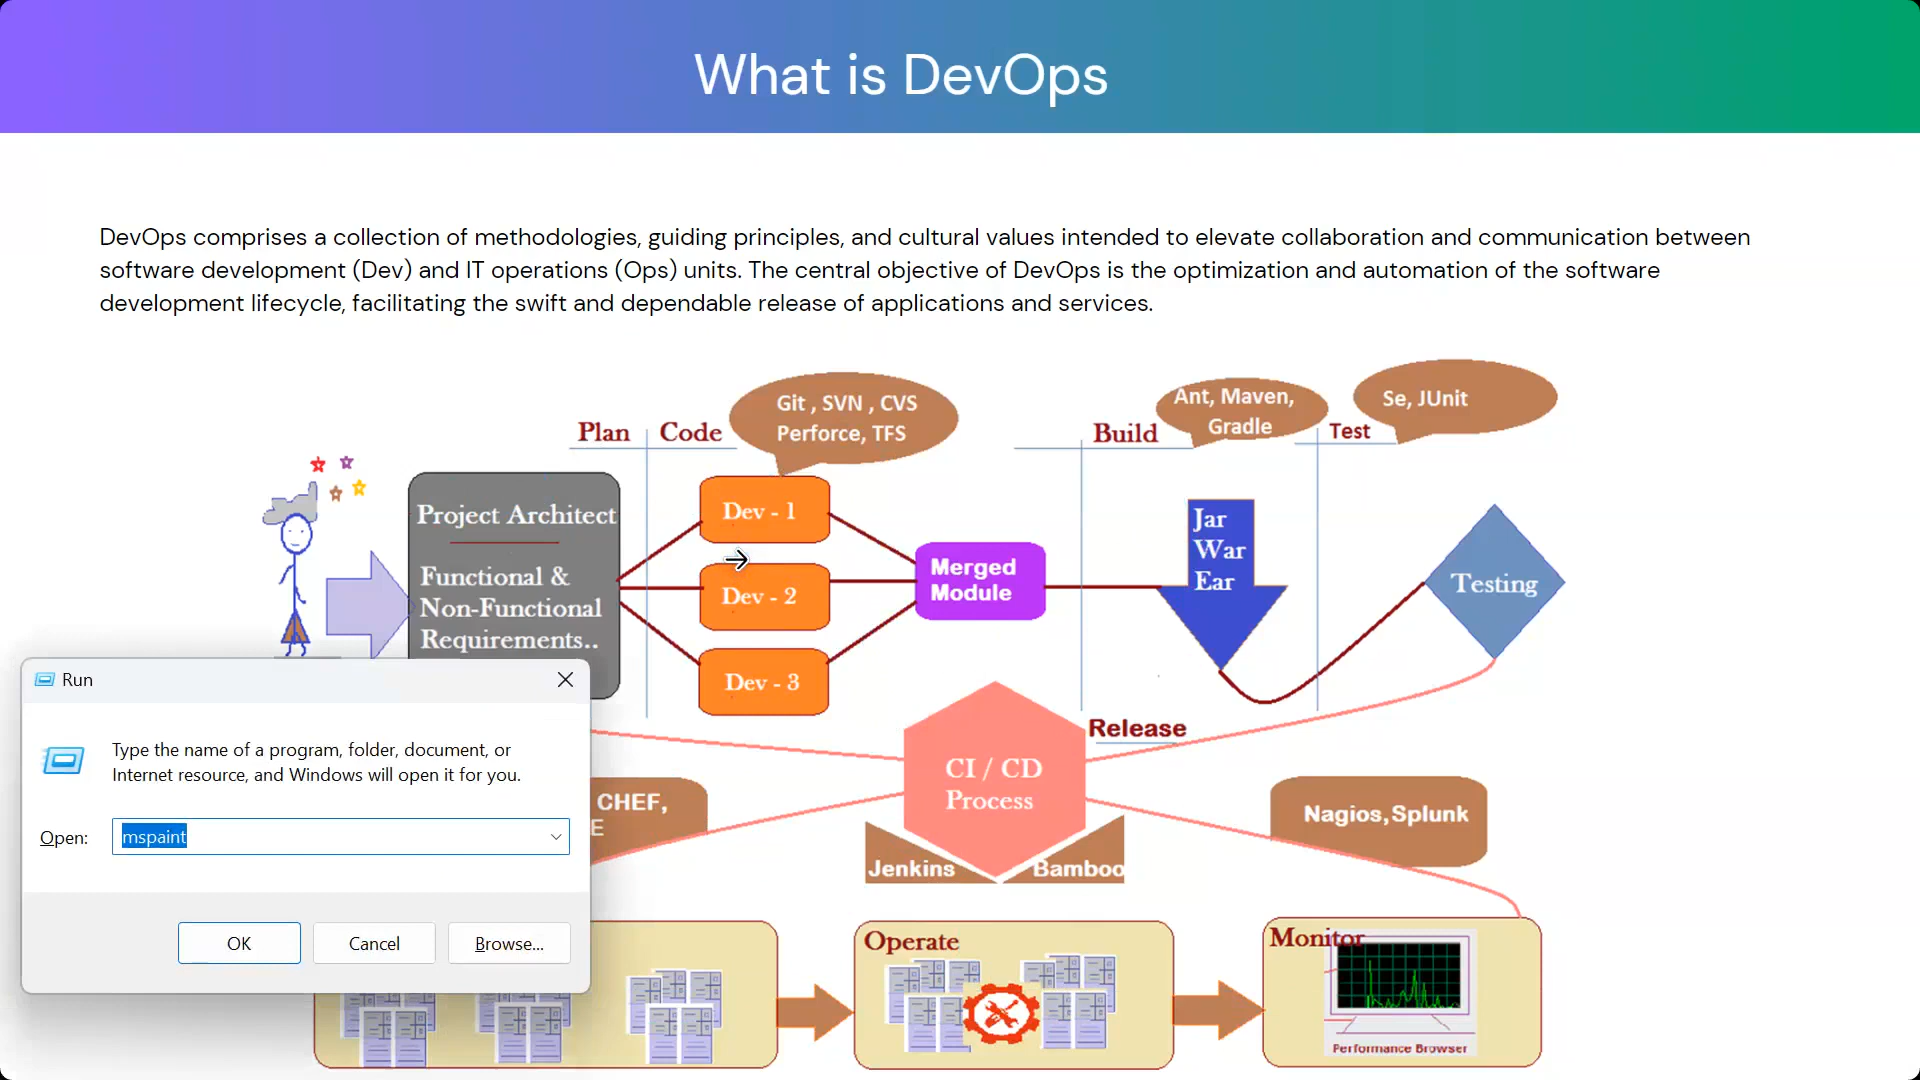 What is DevOps
DevOps comprises a collection of methodologies, guiding principles, and cultural values intended to elevate collaboration and communication between
software development (Dev) and IT operations (Ops) units. The central objective of DevOps is the optimization and automation of the software
development lifecycle, facilitating the swift and dependable release of applications and services.
Plan
Code
Git , SVN , CVS
Perforce, TFS
Build
Ant, Maven,
Gradle
Test
Se, JUnit
Project Architect
Functional &
Non-Functional
Requirements..
Dev - 1
Dev - 2
Dev - 3
Merged
Module
Jar
War
Ear
Testing
Release
CI / CD
Process
Jenkins
Bamboo
CHEF,
E
Nagios,Splunk
Operate
Monitor
Performance Browser
Run
Type the name of a program, folder, document, or
Internet resource, and Windows will open it for you.
Open:
mspaint
OK
Cancel
Browse...